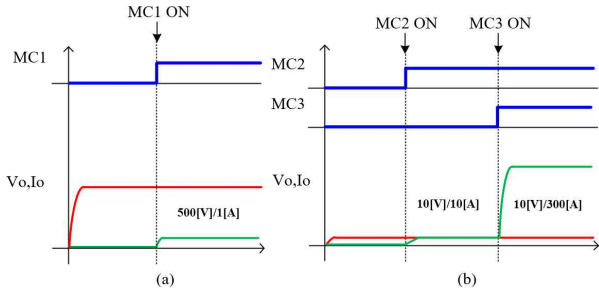 MC1 ON
MC1
Vo,Io
500[V]/1[A]
(a)
MC2 ON
MC3 ON
MC2
MC3
Vo,Io
10[V]/10[A]
10[V]/300[A]
(b)